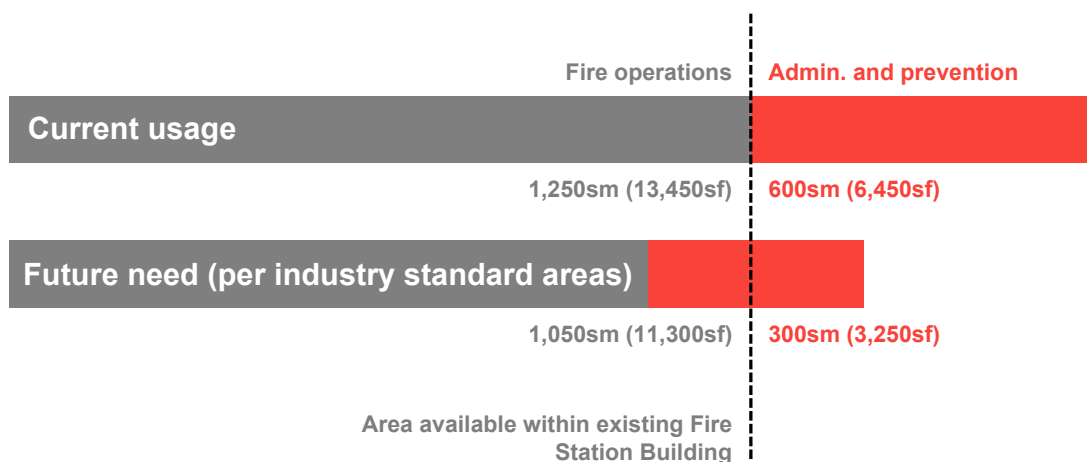 Fire operations
Admin. and prevention
Current usage
1,250sm (13,450sf)
600sm (6,450sf)
Future need (per industry standard areas)
1,050sm (11,300sf)
300sm (3,250sf)
Area available within existing Fire
Station Building